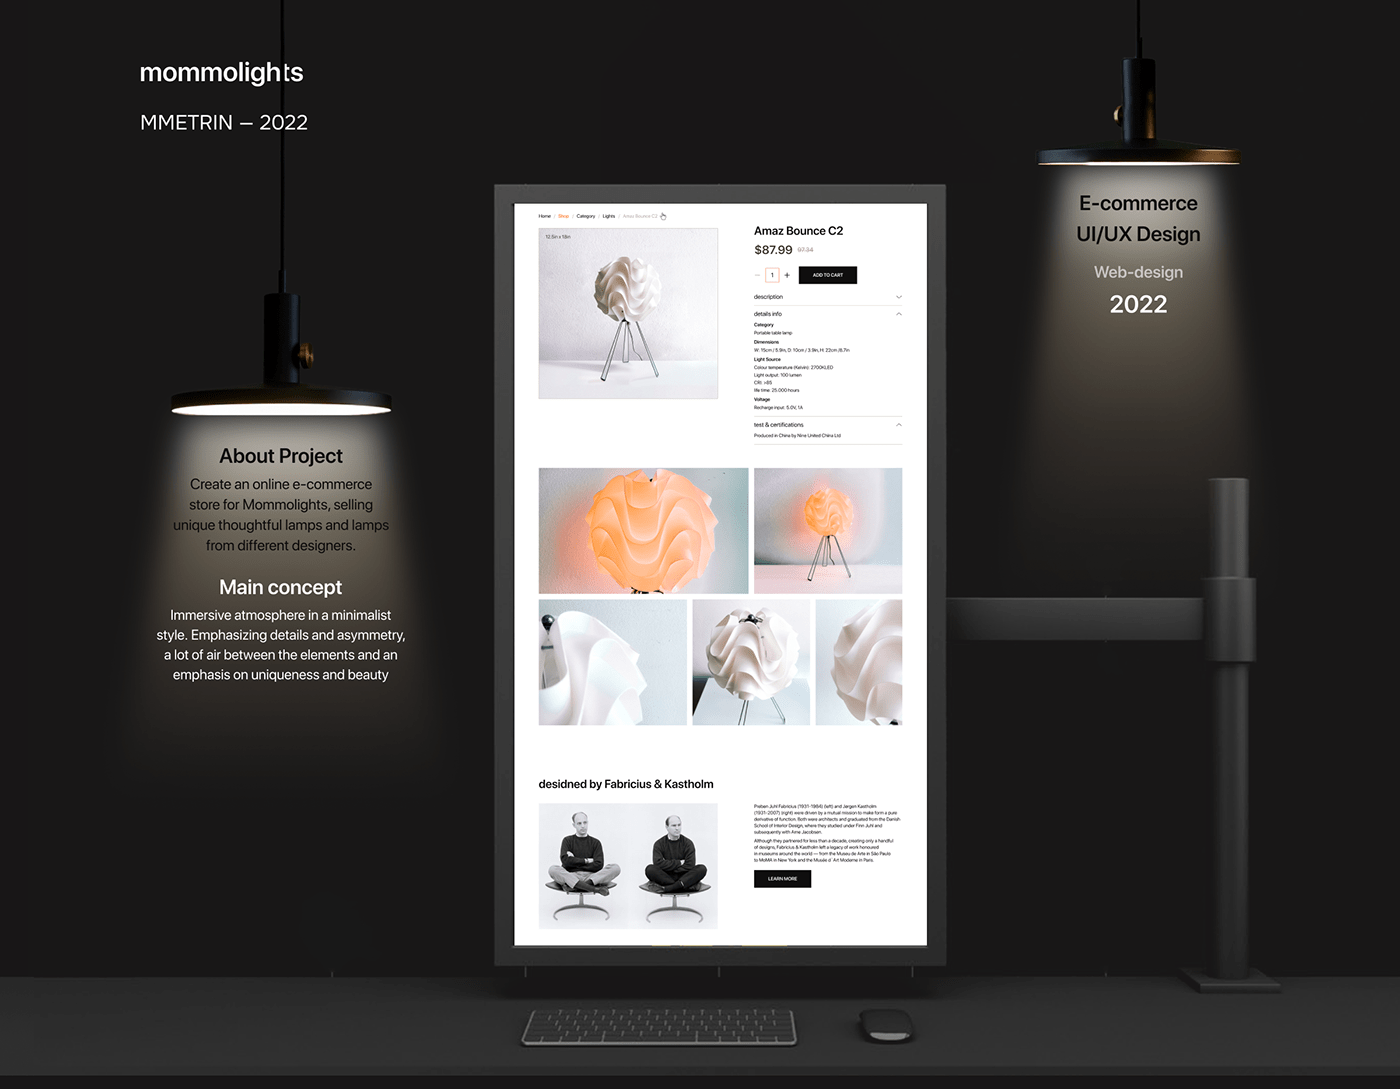 mommolights
MMETRIN — 2022
E-commerce
UI/UX Design
Web-design
2022
About Project
Create an online e-commerce
store for Mommolights, selling
unique thoughtful lamps and lamps
from different designers.
Main concept
Immersive atmosphere in a minimalist
style. Emphasizing details and asymmetry,
a lot of air between the elements and an
emphasis on uniqueness and beauty
Home / Shop / Category / Lights / Amaz Bounce C2
12.5in x 18in
Amaz Bounce C2
$87.99 97.34
− 1 + ADD TO CART
description
details info
Category
Portable table lamp
Dimensions
W: 15cm / 5.9in, D: 10cm / 3.9in, H: 22cm /8.7in
Light Source
Colour temperature (Kelvin): 2700KLED
Light output: 100 lumen
CRI: >85
life time: 25.000 hours
Voltage
Recharge input: 5.0V, 1A
test & certifications
Produced in China by Nine United China Ltd
desidned by Fabricius & Kastholm
Preben Juhl Fabricius (1931-1984) (left) and Jørgen Kastholm
(1931-2007) (right) were driven by a mutual mission to make form a pure
derivative of function. Both were architects and graduated from the Danish
School of Interior Design, where they studied under Finn Juhl and
subsequently with Arne Jacobsen.
Although they partnered for less than a decade, creating only a handful
of designs, Fabricius & Kastholm left a legacy of work honoured
in museums around the world — from the Museu de Arte in São Paulo
to MoMA in New York and the Musée d' Art Moderne in Paris.
LEARN MORE